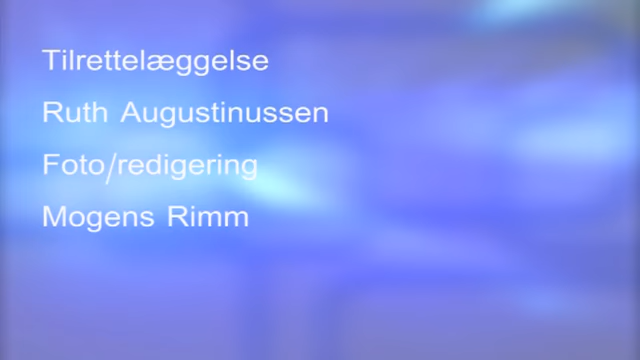 Tilrettelæggelse
Ruth Augustinussen
Foto/redigering
Mogens Rimm